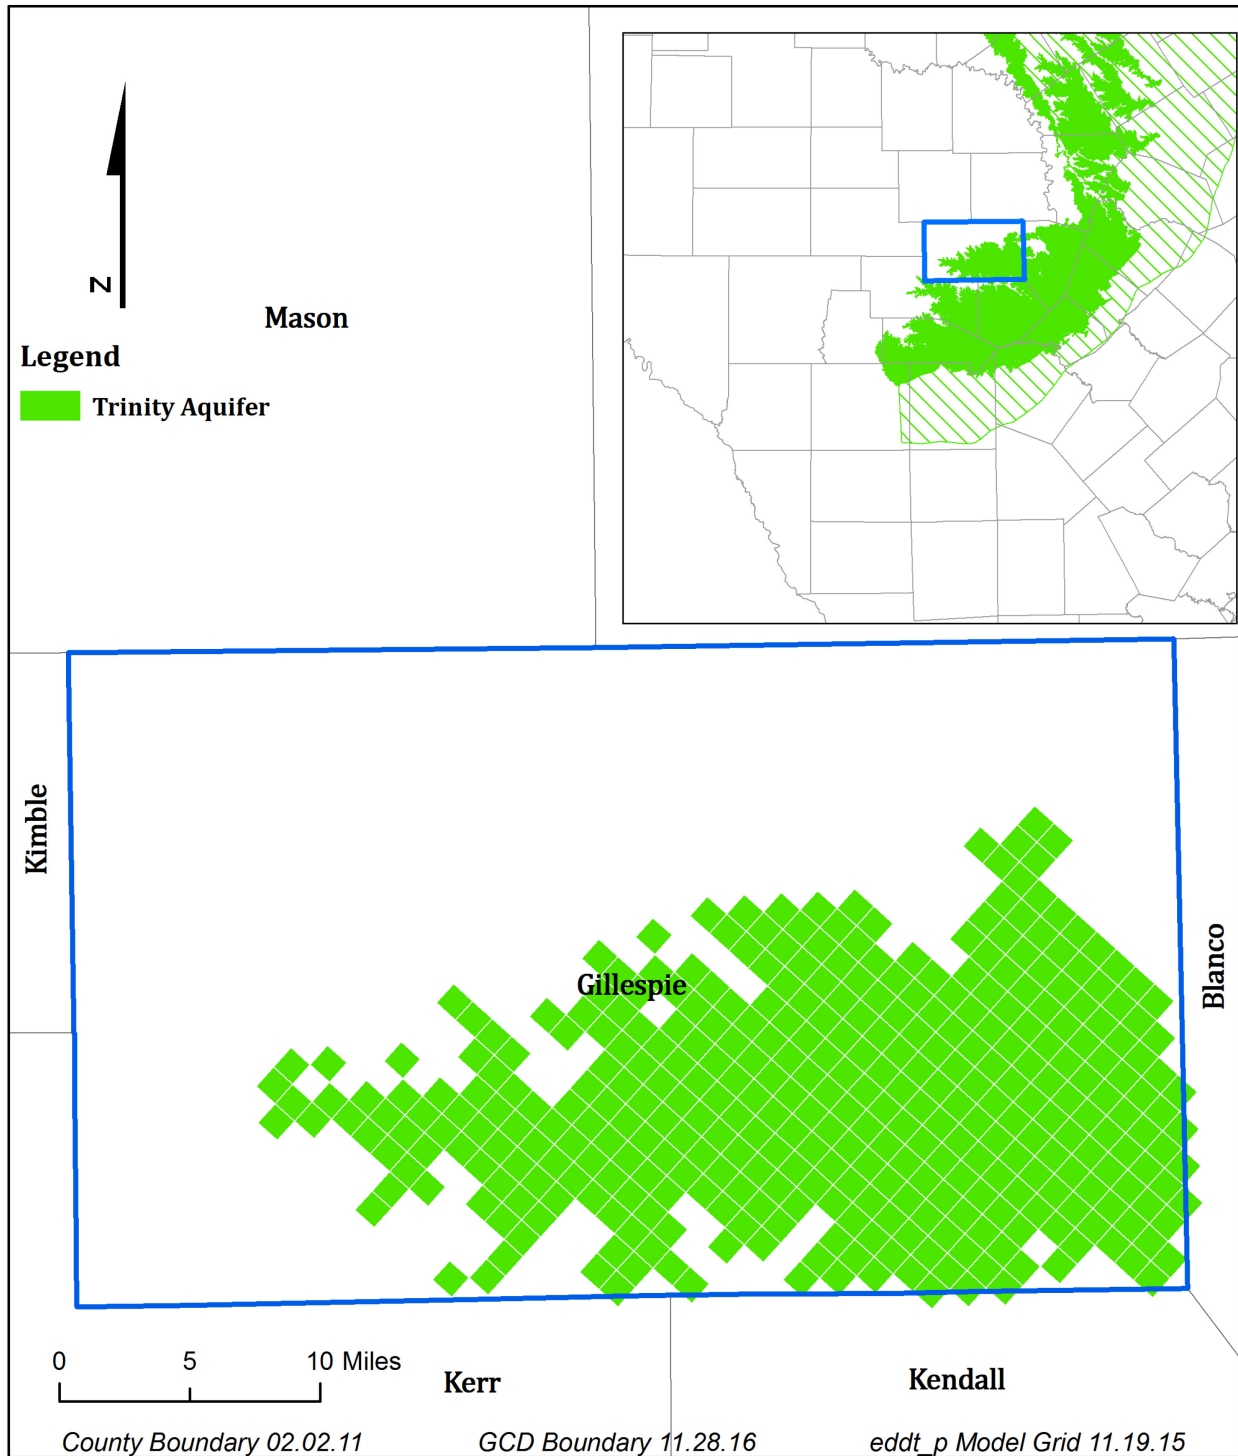 N
Mason
Legend
Trinity Aquifer
Kimble
Gillespie
Blanco
0 5 10 Miles
Kerr
Kendall
County Boundary 02.02.11 GCD Boundary 11.28.16 eddt_p Model Grid 11.19.15